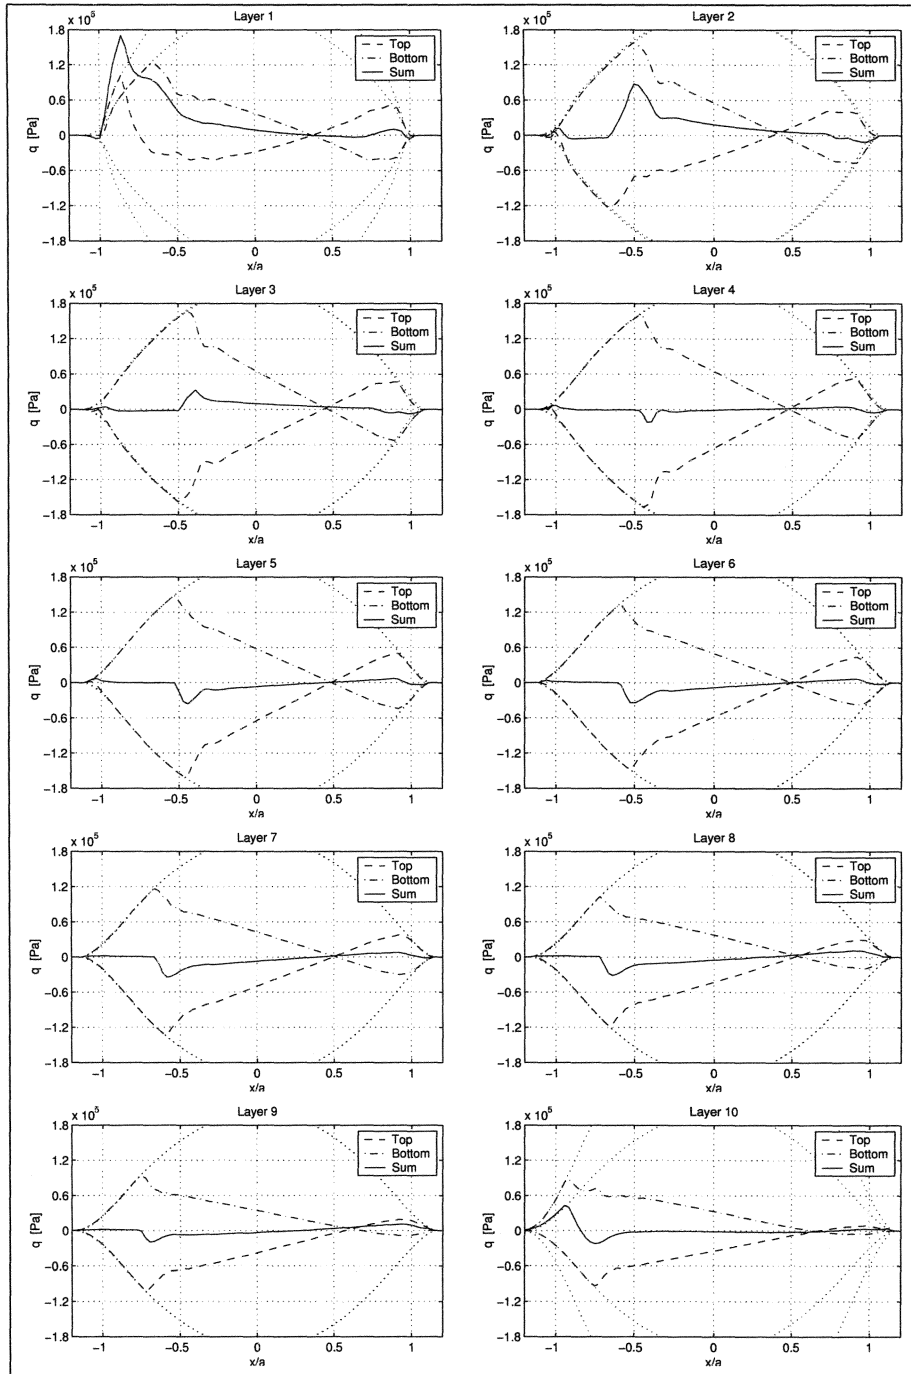 Layer 1
x 10^5
1.8
1.2
0.6
0
-0.6
-1.2
-1.8
q [Pa]
-1 -0.5 0 0.5 1
x/a
Top
Bottom
Sum
Layer 2
x 10^5
1.8
1.2
0.6
0
-0.6
-1.2
-1.8
q [Pa]
-1 -0.5 0 0.5 1
x/a
Top
Bottom
Sum
Layer 3
x 10^5
1.8
1.2
0.6
0
-0.6
-1.2
-1.8
q [Pa]
-1 -0.5 0 0.5 1
x/a
Top
Bottom
Sum
Layer 4
x 10^5
1.8
1.2
0.6
0
-0.6
-1.2
-1.8
q [Pa]
-1 -0.5 0 0.5 1
x/a
Top
Bottom
Sum
Layer 5
x 10^5
1.8
1.2
0.6
0
-0.6
-1.2
-1.8
q [Pa]
-1 -0.5 0 0.5 1
x/a
Top
Bottom
Sum
Layer 6
x 10^5
1.8
1.2
0.6
0
-0.6
-1.2
-1.8
q [Pa]
-1 -0.5 0 0.5 1
x/a
Top
Bottom
Sum
Layer 7
x 10^5
1.8
1.2
0.6
0
-0.6
-1.2
-1.8
q [Pa]
-1 -0.5 0 0.5 1
x/a
Top
Bottom
Sum
Layer 8
x 10^5
1.8
1.2
0.6
0
-0.6
-1.2
-1.8
q [Pa]
-1 -0.5 0 0.5 1
x/a
Top
Bottom
Sum
Layer 9
x 10^5
1.8
1.2
0.6
0
-0.6
-1.2
-1.8
q [Pa]
-1 -0.5 0 0.5 1
x/a
Top
Bottom
Sum
Layer 10
x 10^5
1.8
1.2
0.6
0
-0.6
-1.2
-1.8
q [Pa]
-1 -0.5 0 0.5 1
x/a
Top
Bottom
Sum